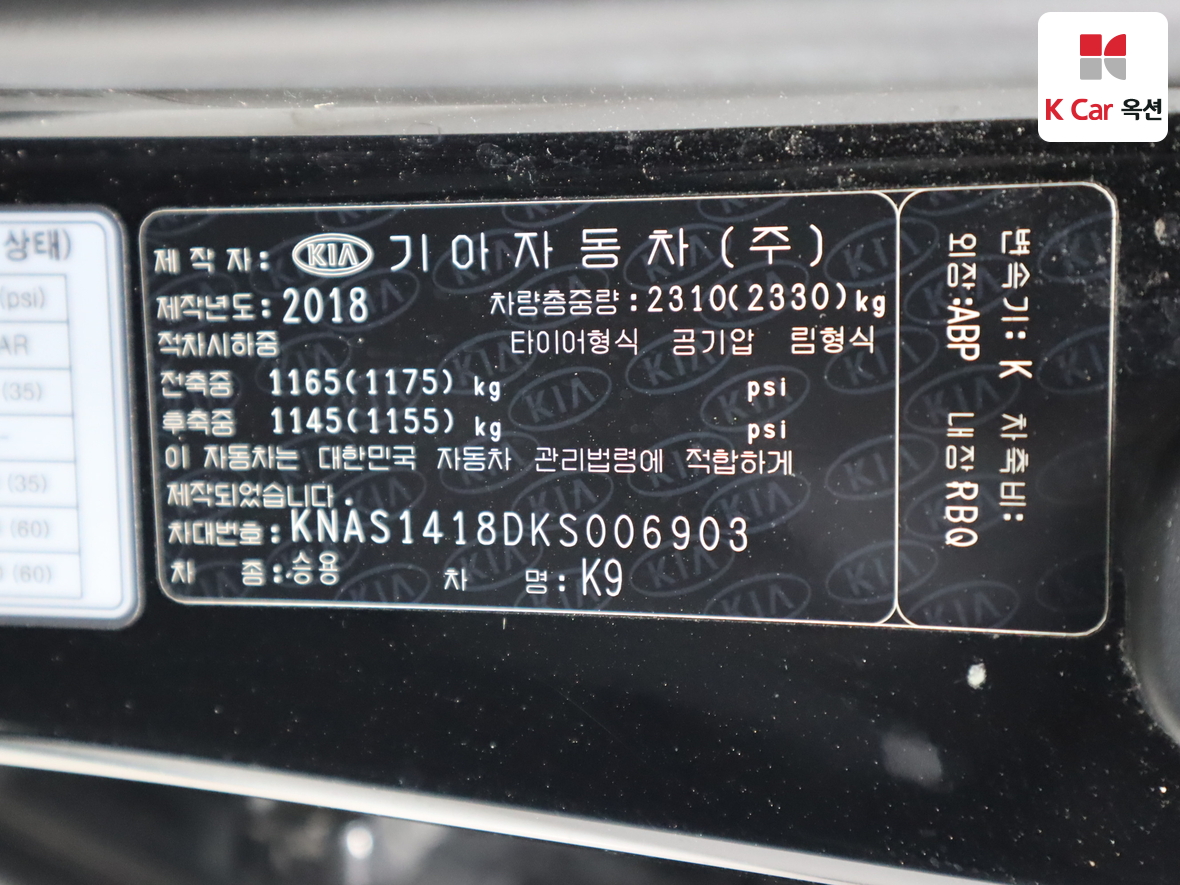 K Car 옥션
상태)
(psi)
AR
(35)
(35)
(60)
(60)
제 작 자: KIA 기 아 자 동 차 (주)
제작년도: 2018 차량총중량:2310(2330)kg
적차시하중 타이어형식 공기압 림형식
전축중 1165(1175) kg psi
후축중 1145(1155) kg psi
이 자동차는 대한민국 자동차 관리법령에 적합하게
제작되었습니다.
차대번호: KNAS1418DKS006903
차 종:승용 차 명: K9
변속기: K 차축비:
외장:ABP 내장:RBQ